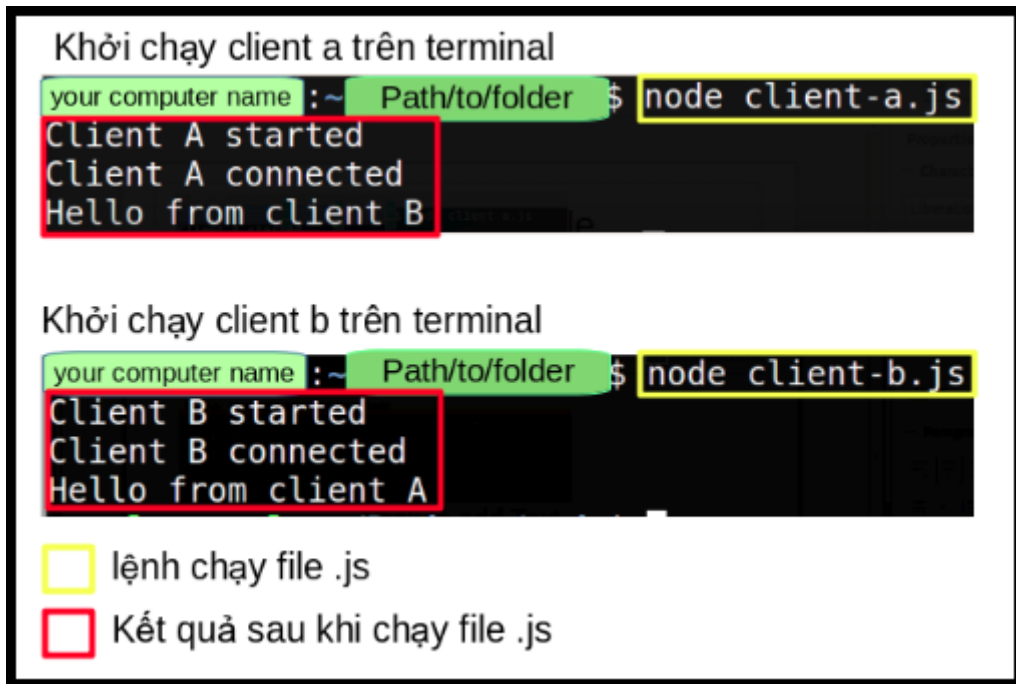 Khởi chạy client a trên terminal
your computer name :~ Path/to/folder $ node client-a.js
Client A started
Client A connected
Hello from client B
Khởi chạy client b trên terminal
your computer name :~ Path/to/folder $ node client-b.js
Client B started
Client B connected
Hello from client A
lệnh chạy file .js
Kết quả sau khi chạy file .js